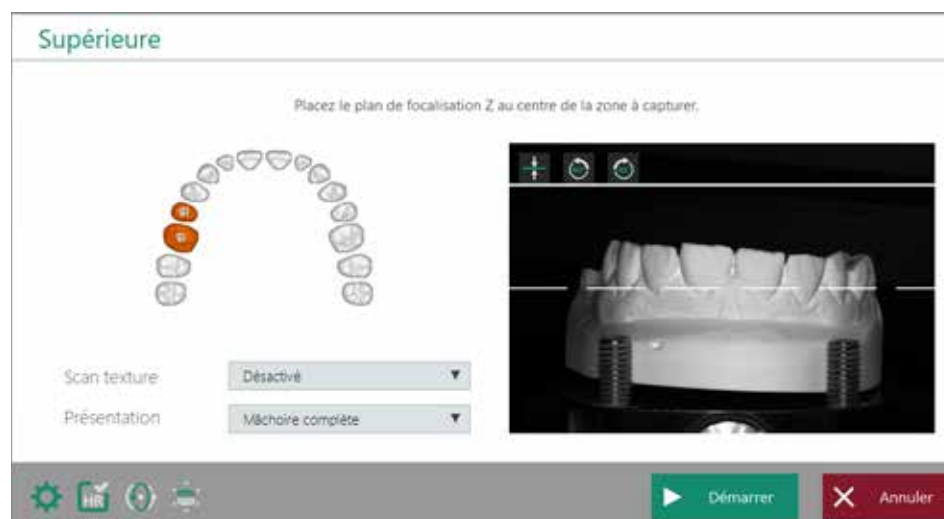 Supérieure
Placez le plan de focalisation Z au centre de la zone à capturer.
Scan texture
Désactivé
Présentation
Mâchoire complète
HR
Démarrer
Annuler